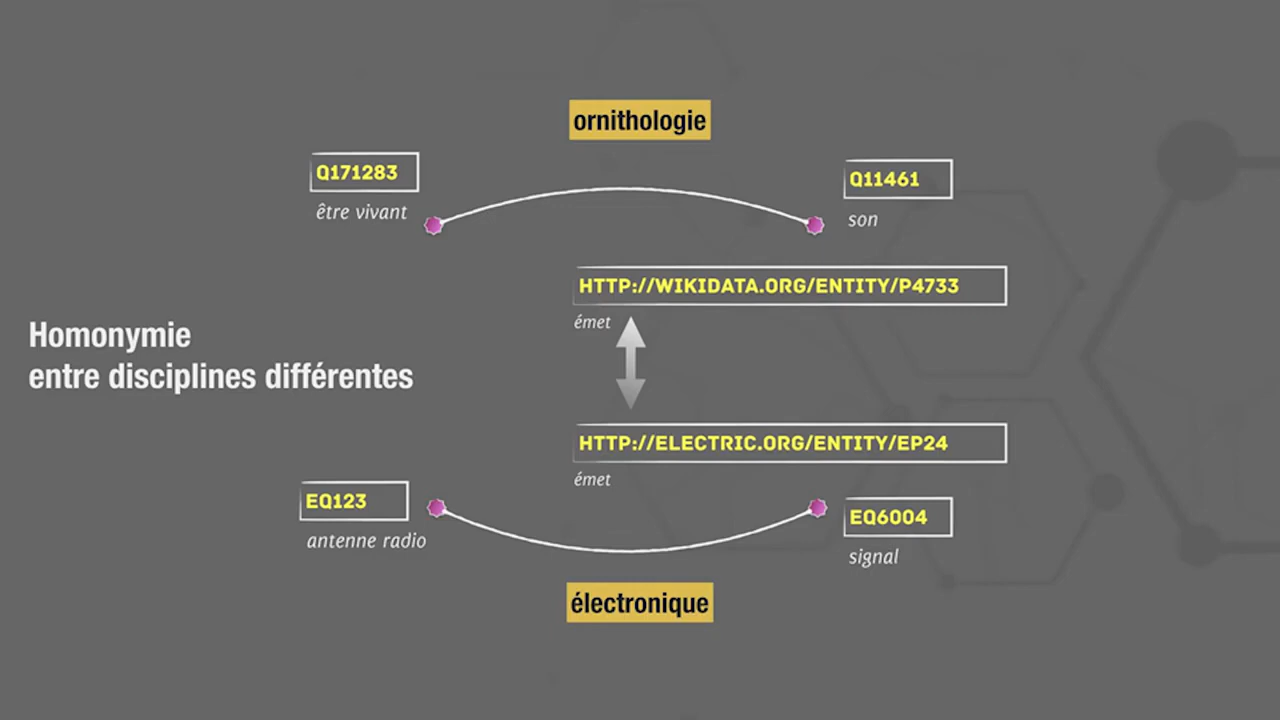 ornithologie
Q171283
être vivant
Q11461
son
HTTP://WIKIDATA.ORG/ENTITY/P4733
émet
Homonymie
entre disciplines différentes
HTTP://ELECTRIC.ORG/ENTITY/EP24
émet
EQ123
antenne radio
EQ6004
signal
électronique